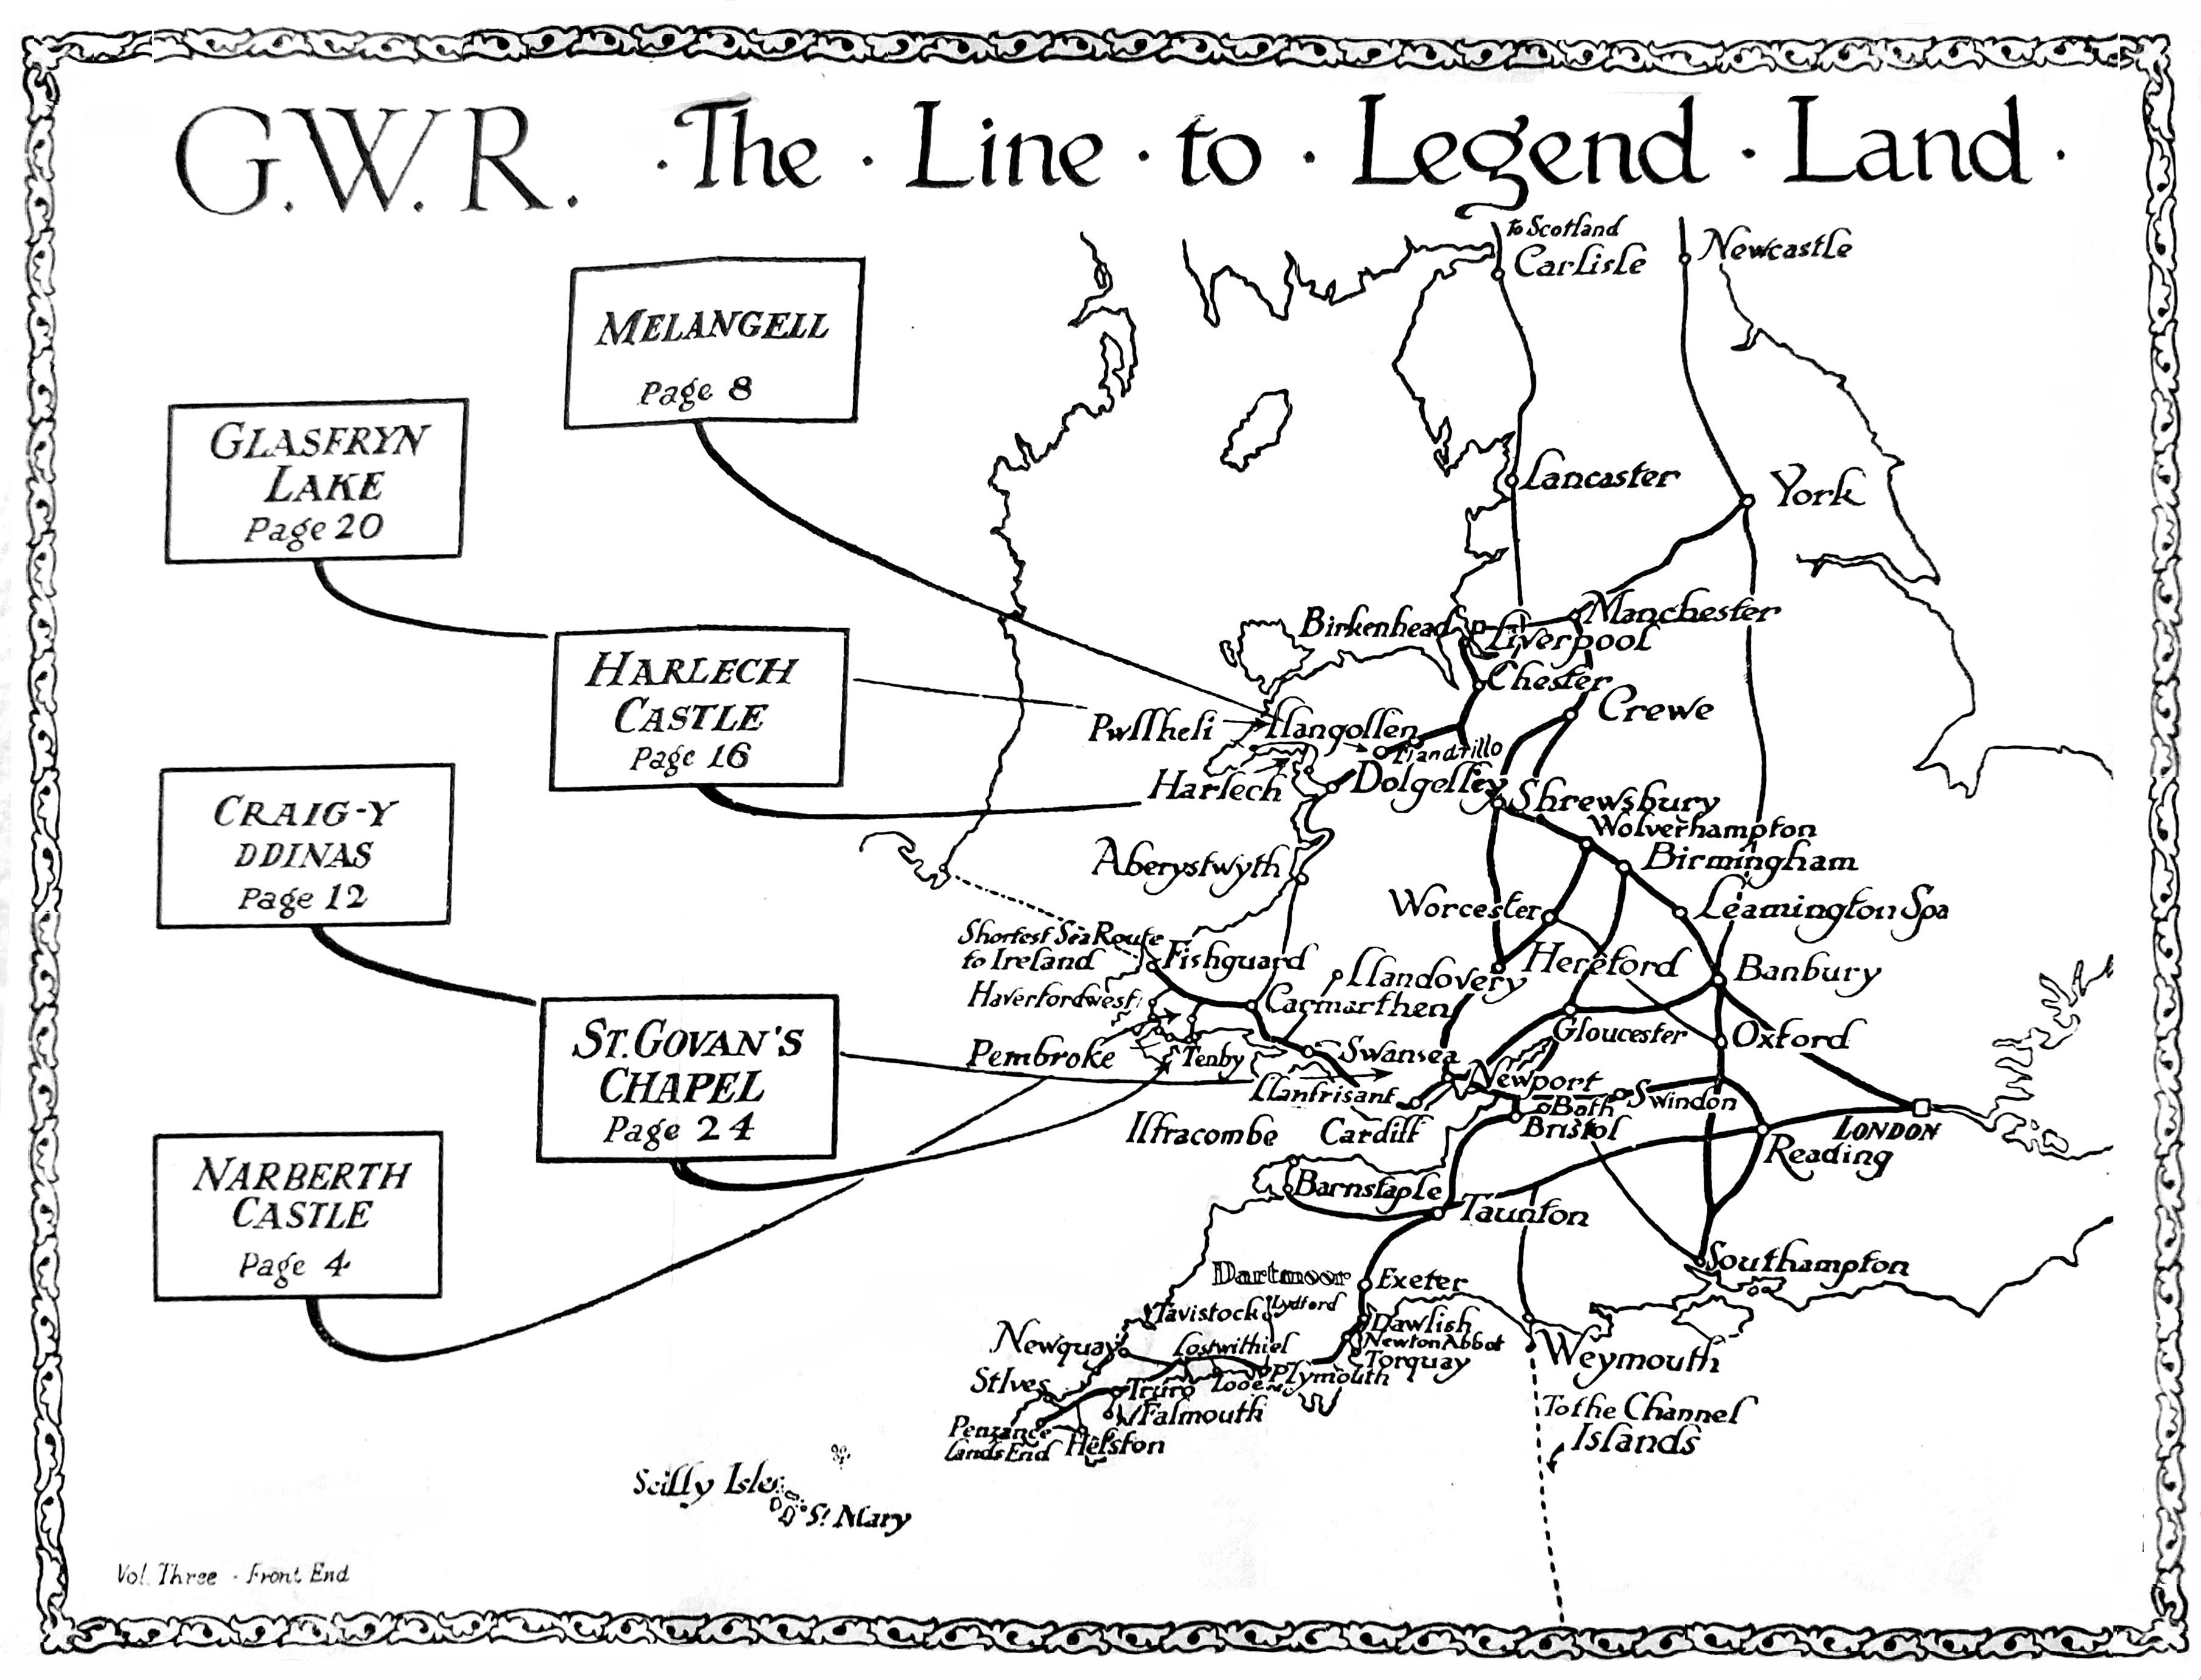 G.W.R. · The · Line · to · Legend · Land ·
MELANGELL
Page 8
GLASFRYN
LAKE
Page 20
HARLECH
CASTLE
Page 16
CRAIG-Y
DDINAS
Page 12
ST. GOVAN'S
CHAPEL
Page 24
NARBERTH
CASTLE
Page 4
To Scotland
Carlisle
Newcastle
Lancaster
York
Birkenhead
Manchester
Liverpool
Chester
Crewe
Pwllheli
Llangollen
Llandrillo
Harlech
Dolgelley
Shrewsbury
Wolverhampton
Birmingham
Aberystwyth
Worcester
Leamington Spa
Shortest Sea Route
to Ireland
Fishguard
Llandovery
Hereford
Banbury
Haverfordwest
Carmarthen
Gloucester
Oxford
Pembroke
Tenby
Swansea
Llantrisant
Newport
Bath
Swindon
Ilfracombe
Cardiff
Bristol
LONDON
Reading
Barnstaple
Taunton
Southampton
Dartmoor
Exeter
Tavistock
Lydford
Dawlish
Newton Abbot
Torquay
Newquay
Lostwithiel
Weymouth
St Ives
Truro
Looe
Plymouth
Falmouth
Penzance
Lands End
Helston
To the Channel
Islands
Scilly Isles
St Mary
Vol. Three - Front End